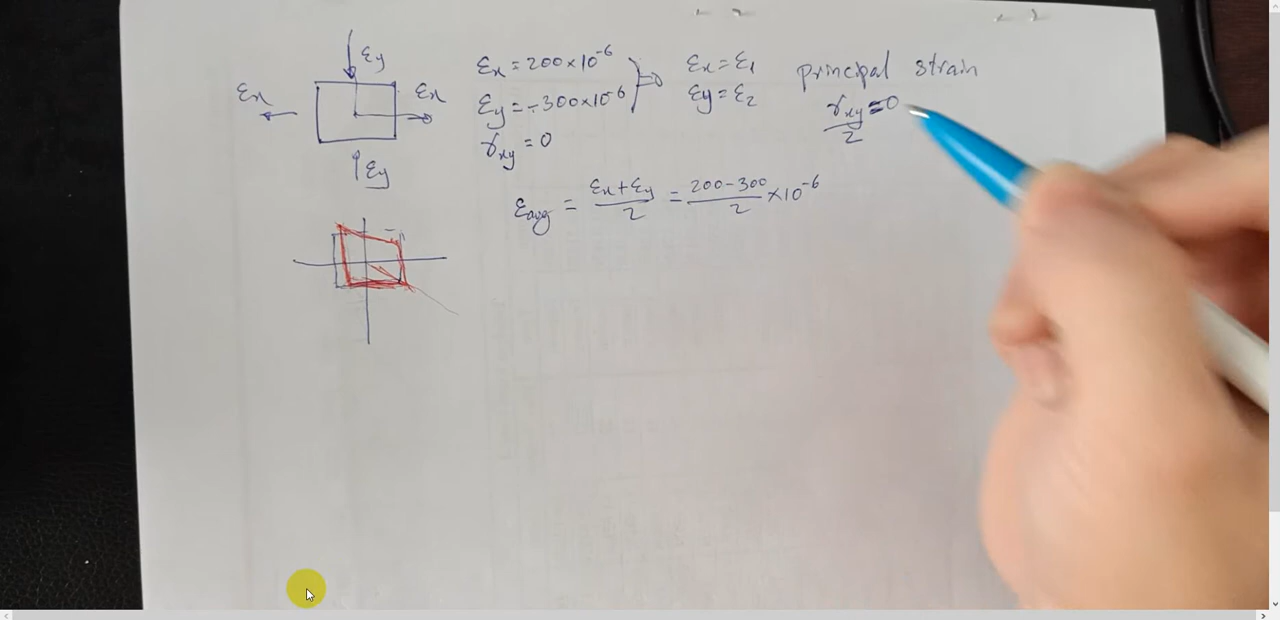 εy
εx εx
εy
εx = 200×10⁻⁶
εy = -300×10⁻⁶
γxy = 0
εx = ε1
εy = ε2
principal strain
γxy/2 = 0
εavg = (εx + εy)/2 = (200 - 300)/2 ×10⁻⁶